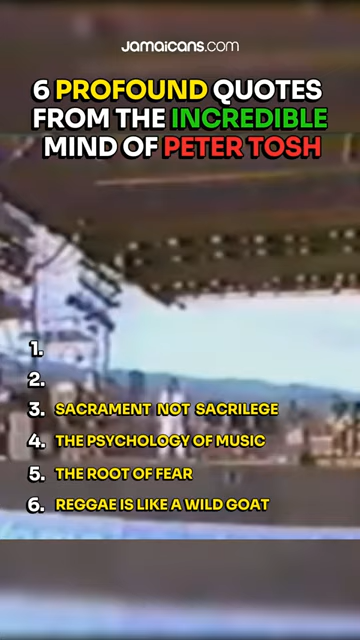 Jamaicans.com
6 PROFOUND QUOTES
FROM THE INCREDIBLE
MIND OF PETER TOSH
1.
2.
3. SACRAMENT NOT SACRILEGE
4. THE PSYCHOLOGY OF MUSIC
5. THE ROOT OF FEAR
6. REGGAE IS LIKE A WILD GOAT